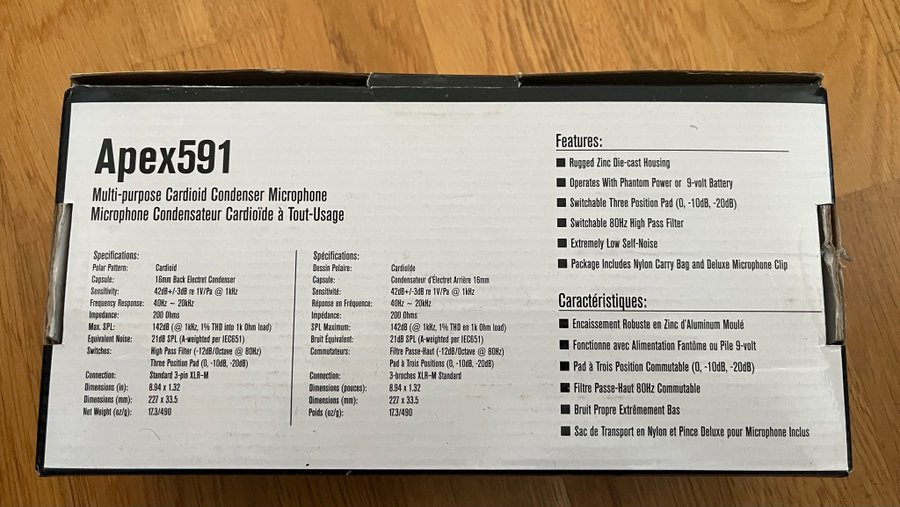 Apex591
Multi-purpose Cardioid Condenser Microphone
Microphone Condensateur Cardioïde à Tout-Usage
Specifications:
Polar Pattern: Cardioid
Capsule: 16mm Back Electret Condenser
Sensitivity: 42dB+/-3dB re 1V/Pa @ 1kHz
Frequency Response: 40Hz ~ 20kHz
Impedance: 200 Ohms
Max. SPL: 142dB (@ 1kHz, 1% THD into 1k Ohm load)
Equivalent Noise: 21dB SPL (A-weighted per IEC651)
Switches: High Pass Filter (-12dB/Octave @ 80Hz)
Three Position Pad (0, -10dB, -20dB)
Connection: Standard 3-pin XLR-M
Dimensions (in): 8.94 x 1.32
Dimensions (mm): 227 x 33.5
Net Weight (oz/g): 17.3/490
Spécifications:
Dessin Polaire: Cardioïde
Capsule: Condensateur d'Électret Arrière 16mm
Sensitivité: 42dB+/-3dB re 1V/Pa @ 1kHz
Réponse en Fréquence: 40Hz ~ 20kHz
Impédance: 200 Ohms
SPL Maximum: 142dB (@ 1kHz, 1% THD en 1k Ohm load)
Bruit Equivalent: 21dB SPL (A-weighted per IEC651)
Commutateurs: Filtre Passe-Haut (-12dB/Octave @ 80Hz)
Pad à Trois Positions (0, -10dB, -20dB)
Connection: 3-broches XLR-M Standard
Dimensions (pouces): 8.94 x 1.32
Dimensions (mm): 227 x 33.5
Poids (oz/g): 17.3/490
Features:
Rugged Zinc Die-cast Housing
Operates With Phantom Power or 9-volt Battery
Switchable Three Position Pad (0, -10dB, -20dB)
Switchable 80Hz High Pass Filter
Extremely Low Self-Noise
Package Includes Nylon Carry Bag and Deluxe Microphone Clip
Caractéristiques:
Encaissement Robuste en Zinc d'Aluminum Moulé
Fonctionne avec Alimentation Fantôme ou Pile 9-volt
Pad à Trois Position Commutable (0, -10dB, -20dB)
Filtre Passe-Haut 80Hz Commutable
Bruit Propre Extrêmement Bas
Sac de Transport en Nylon et Pince Deluxe pour Microphone Inclus